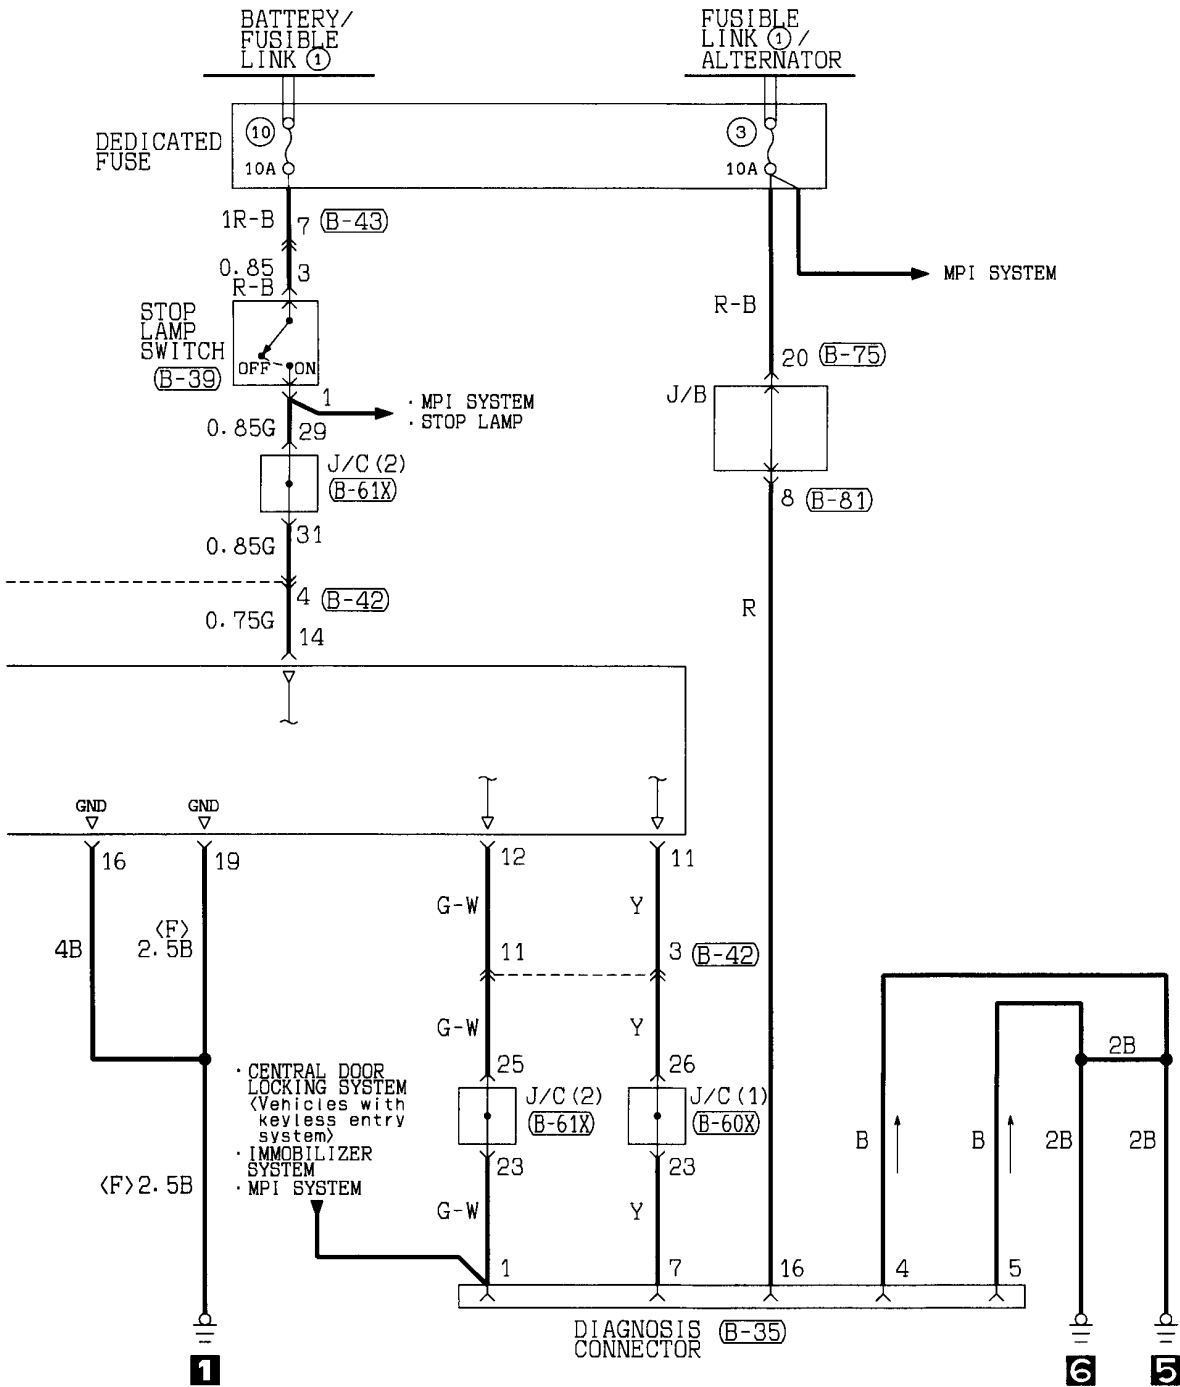 BATTERY/
FUSIBLE
LINK ①
FUSIBLE
LINK ① /
ALTERNATOR
DEDICATED
FUSE
10
10A
3
10A
1R-B
7
B-43
0.85
R-B
3
MPI SYSTEM
STOP
LAMP
SWITCH
B-39
OFF
ON
R-B
20
B-75
J/B
1
· MPI SYSTEM
· STOP LAMP
0.85G
29
J/C(2)
B-61X
8
B-81
31
0.85G
4
B-42
0.75G
14
R
GND
GND
16
19
12
11
4B
<F>
2.5B
G-W
Y
11
3
B-42
G-W
Y
25
26
J/C(2)
B-61X
J/C(1)
B-60X
23
23
G-W
Y
· CENTRAL DOOR
LOCKING SYSTEM
<Vehicles with
keyless entry
system>
· IMMOBILIZER
SYSTEM
· MPI SYSTEM
<F>2.5B
2B
B
B
2B
2B
1
7
16
4
5
DIAGNOSIS
CONNECTOR
B-35
1
6
5